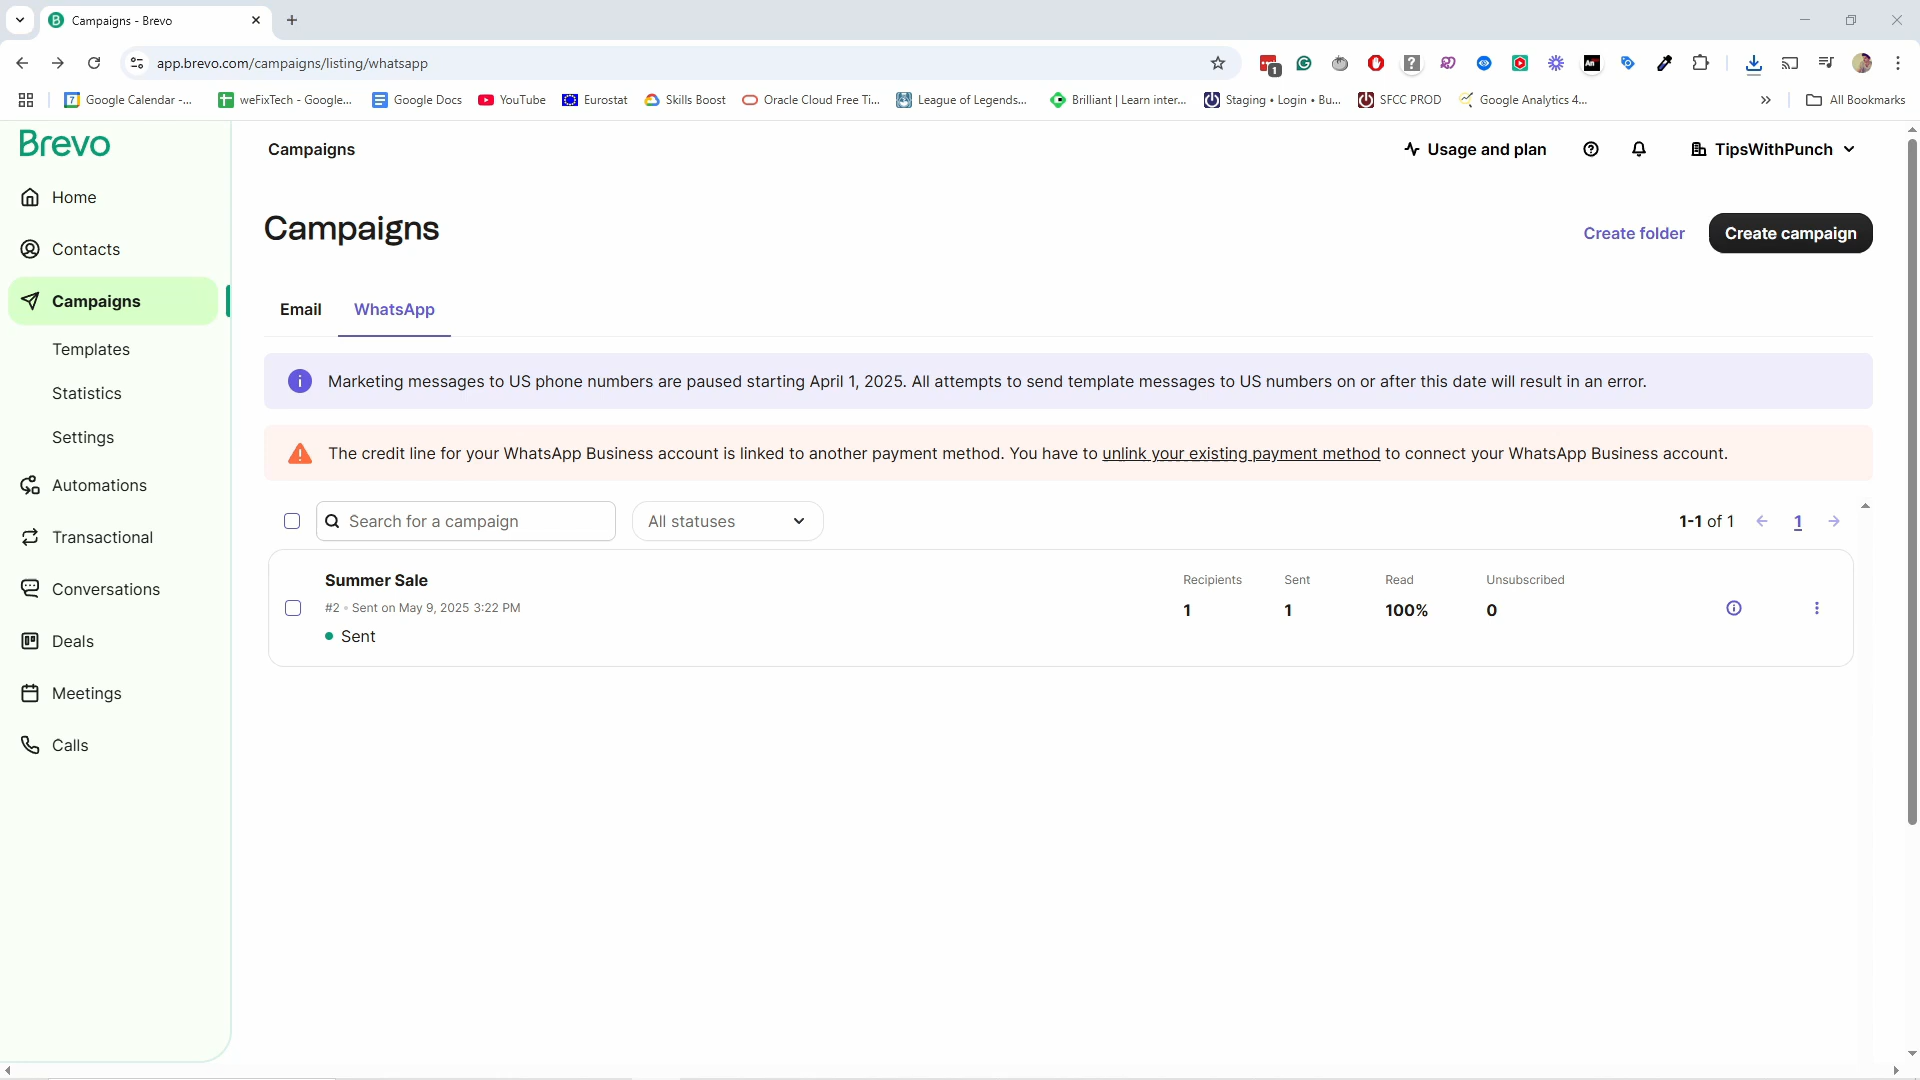 Campaigns - Brevo
app.brevo.com/campaigns/listing/whatsapp
1
7 Google Calendar -... weFixTech - Google... Google Docs YouTube Eurostat Skills Boost Oracle Cloud Free Ti... League of Legends... Brilliant | Learn inter... Staging • Login • Bu... SFCC PROD Google Analytics 4... » All Bookmarks
Brevo
Home
Contacts
Campaigns
Templates
Statistics
Settings
Automations
Transactional
Conversations
Deals
Meetings
Calls
Campaigns
Usage and plan
TipsWithPunch
Campaigns
Create folder
Create campaign
Email WhatsApp
Marketing messages to US phone numbers are paused starting April 1, 2025. All attempts to send template messages to US numbers on or after this date will result in an error.
The credit line for your WhatsApp Business account is linked to another payment method. You have to unlink your existing payment method to connect your WhatsApp Business account.
Search for a campaign
All statuses
1-1 of 1
1
Summer Sale
#2 • Sent on May 9, 2025 3:22 PM
Sent
Recipients Sent Read Unsubscribed
1 1 100% 0